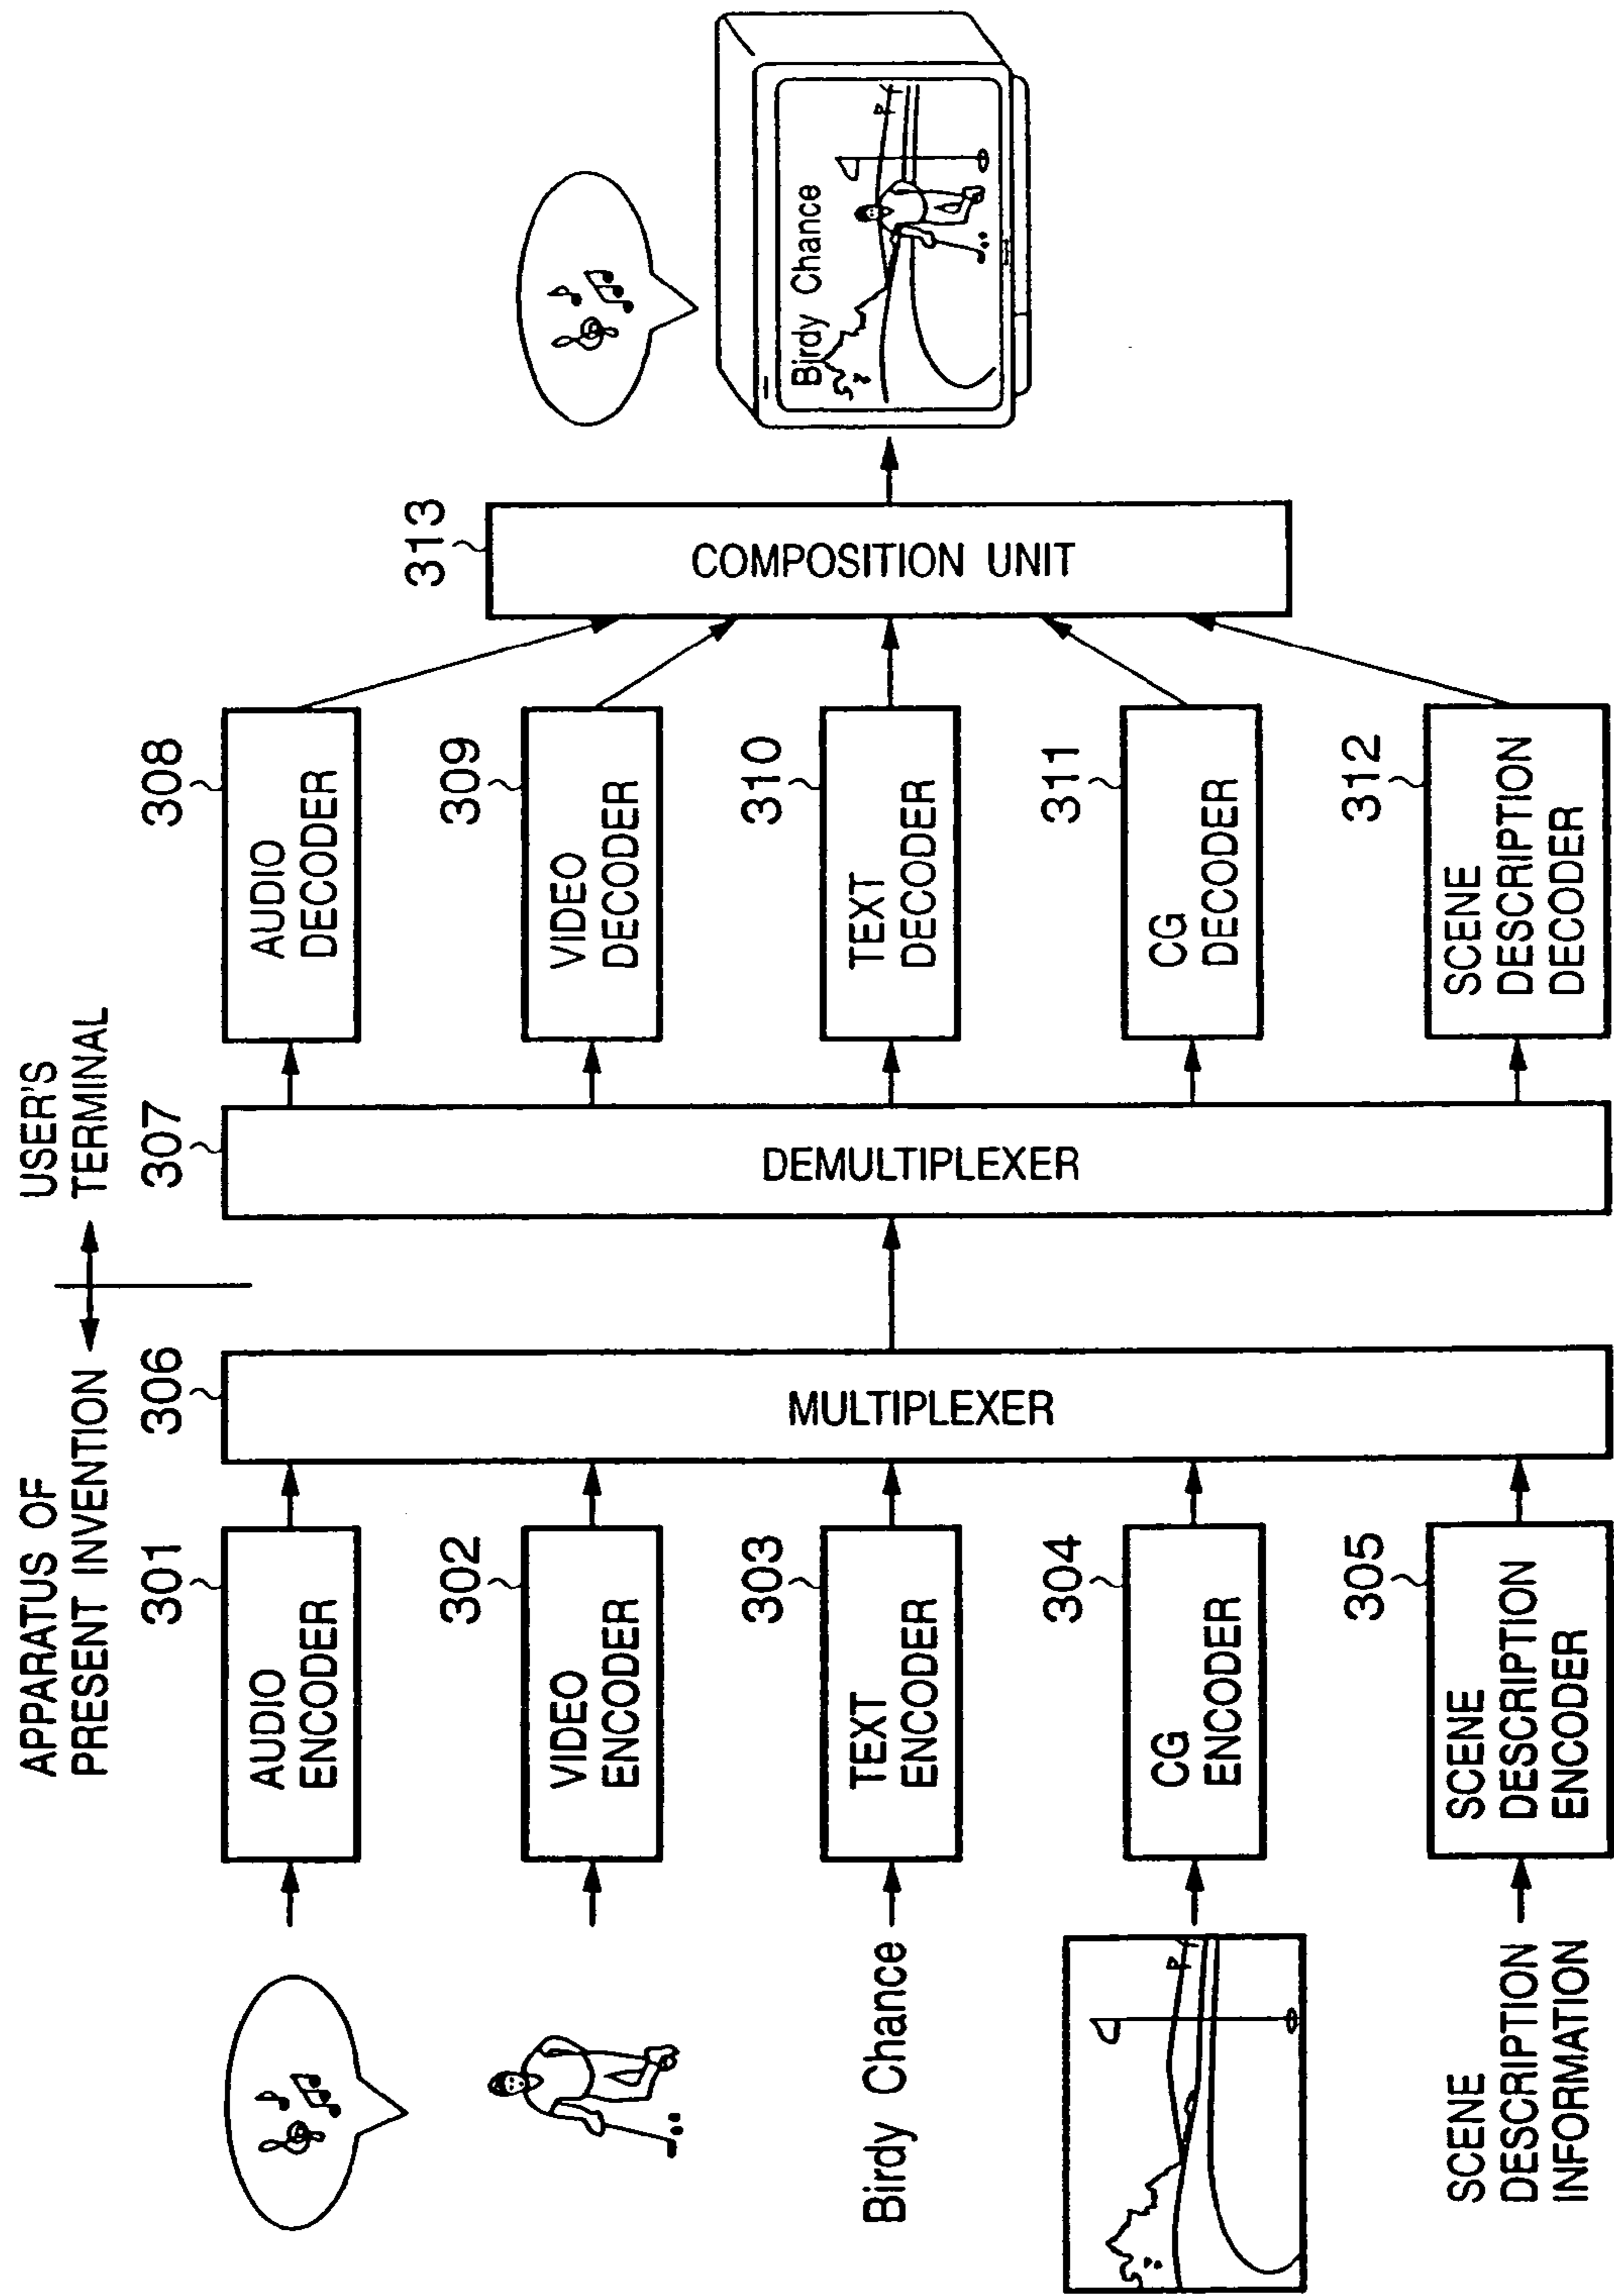 APPARATUS OF
PRESENT INVENTION
USER'S
TERMINAL
301
AUDIO
ENCODER
302
VIDEO
ENCODER
Birdy Chance
303
TEXT
ENCODER
304
CG
ENCODER
SCENE
DESCRIPTION
INFORMATION
305
SCENE
DESCRIPTION
ENCODER
306
MULTIPLEXER
307
DEMULTIPLEXER
308
AUDIO
DECODER
309
VIDEO
DECODER
310
TEXT
DECODER
311
CG
DECODER
312
SCENE
DESCRIPTION
DECODER
313
COMPOSITION UNIT
Birdy Chance